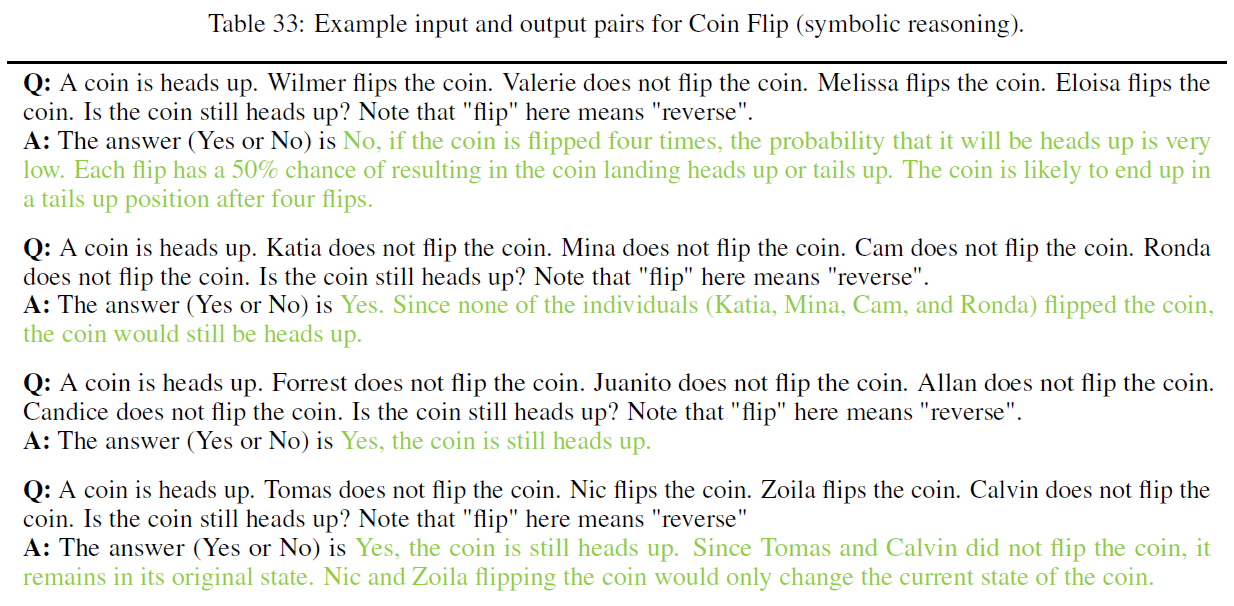 Table 33: Example input and output pairs for Coin Flip (symbolic reasoning).
Q: A coin is heads up. Wilmer flips the coin. Valerie does not flip the coin. Melissa flips the coin. Eloisa flips the
coin. Is the coin still heads up? Note that "flip" here means "reverse".
A: The answer (Yes or No) is No, if the coin is flipped four times, the probability that it will be heads up is very
low. Each flip has a 50% chance of resulting in the coin landing heads up or tails up. The coin is likely to end up in
a tails up position after four flips.
Q: A coin is heads up. Katia does not flip the coin. Mina does not flip the coin. Cam does not flip the coin. Ronda
does not flip the coin. Is the coin still heads up? Note that "flip" here means "reverse".
A: The answer (Yes or No) is Yes. Since none of the individuals (Katia, Mina, Cam, and Ronda) flipped the coin,
the coin would still be heads up.
Q: A coin is heads up. Forrest does not flip the coin. Juanito does not flip the coin. Allan does not flip the coin.
Candice does not flip the coin. Is the coin still heads up? Note that "flip" here means "reverse".
A: The answer (Yes or No) is Yes, the coin is still heads up.
Q: A coin is heads up. Tomas does not flip the coin. Nic flips the coin. Zoila flips the coin. Calvin does not flip the
coin. Is the coin still heads up? Note that "flip" here means "reverse"
A: The answer (Yes or No) is Yes, the coin is still heads up. Since Tomas and Calvin did not flip the coin, it
remains in its original state. Nic and Zoila flipping the coin would only change the current state of the coin.